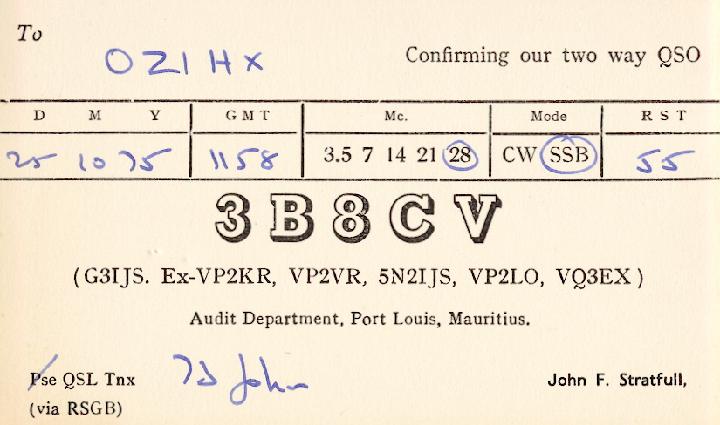 To
OZ1HX
Confirming our two way QSO
D M Y GMT Mc. Mode RST
25 10 75 1158 3.5 7 14 21 28 CW SSB 55
3B8CV
(G3IJS. Ex-VP2KR, VP2VR, 5N2IJS, VP2LO, VQ3EX)
Audit Department, Port Louis, Mauritius.
Pse QSL Tnx 73 John John F. Stratfull,
(via RSGB)